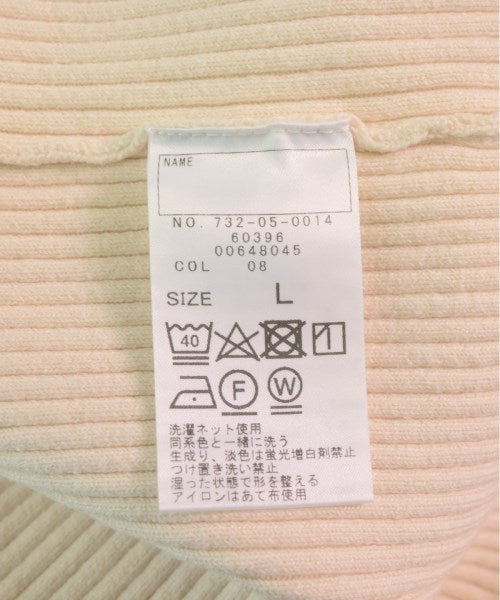 NAME
NO. 732-05-0014
60396
00648045
COL 08
SIZE L
40
F W
洗濯ネット使用
同系色と一緒に洗う
生成り、淡色は蛍光増白剤禁止
つけ置き洗い禁止
湿った状態で形を整える
アイロンはあて布使用